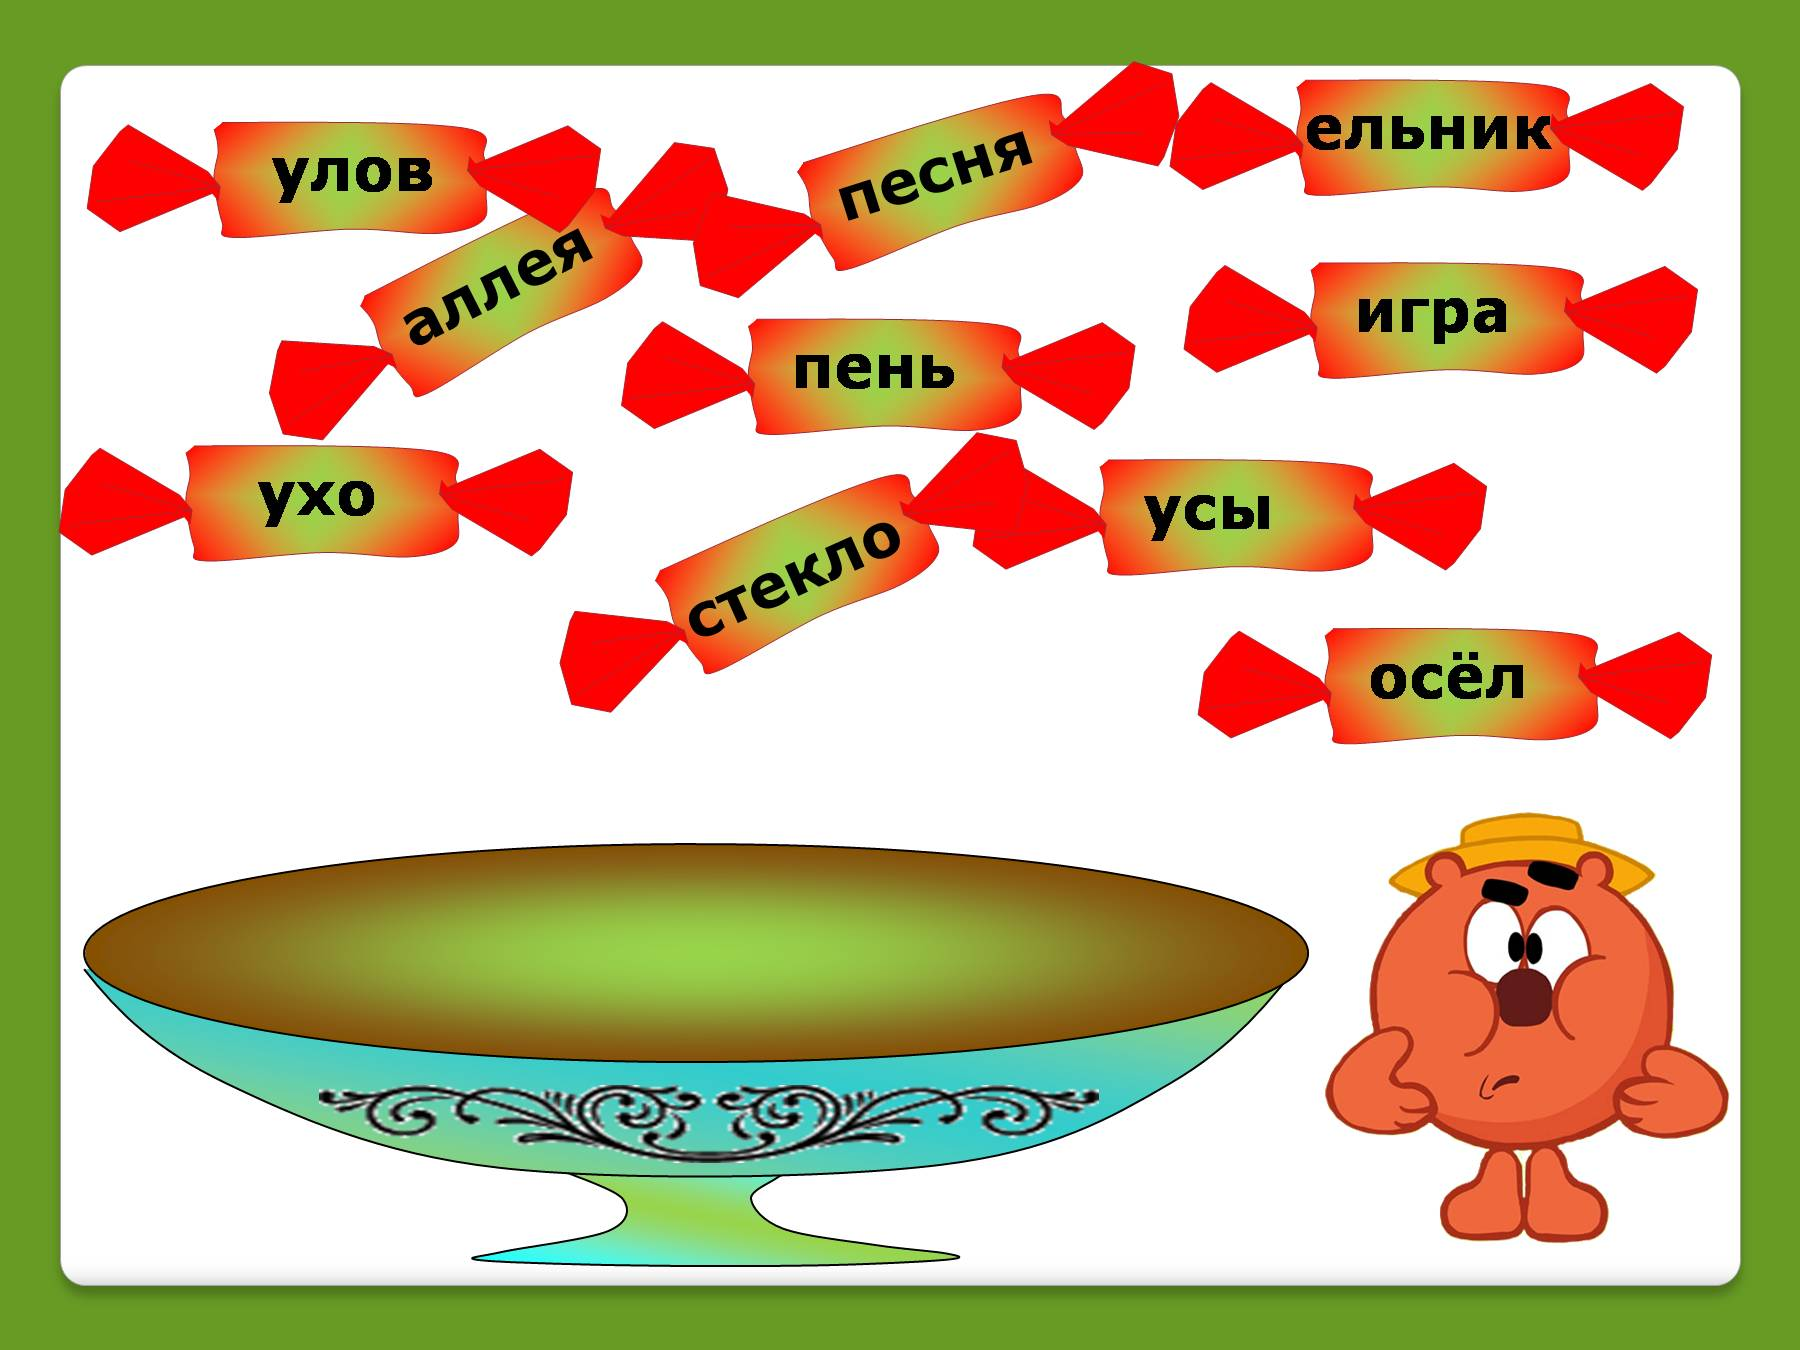 улов
песня
ельник
аллея
игра
пень
ухо
стекло
усы
осёл